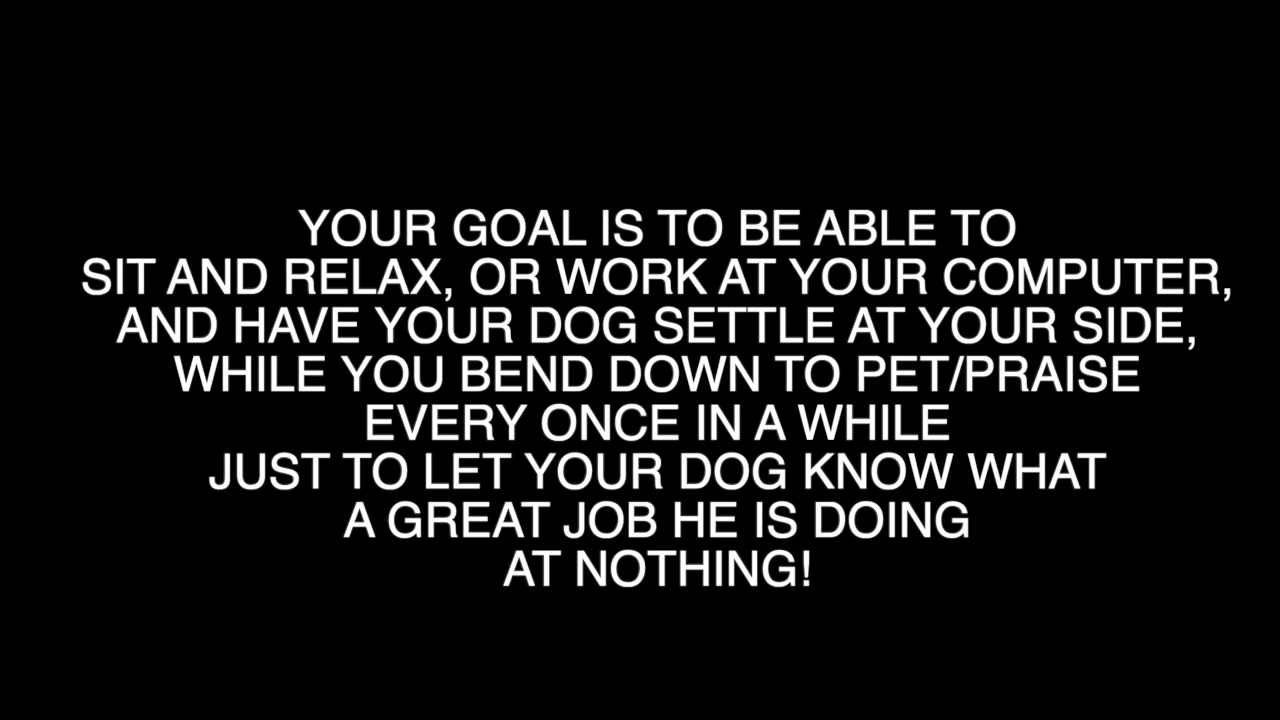 YOUR GOAL IS TO BE ABLE TO
SIT AND RELAX, OR WORK AT YOUR COMPUTER,
AND HAVE YOUR DOG SETTLE AT YOUR SIDE,
WHILE YOU BEND DOWN TO PET/PRAISE
EVERY ONCE IN A WHILE
JUST TO LET YOUR DOG KNOW WHAT
A GREAT JOB HE IS DOING
AT NOTHING!